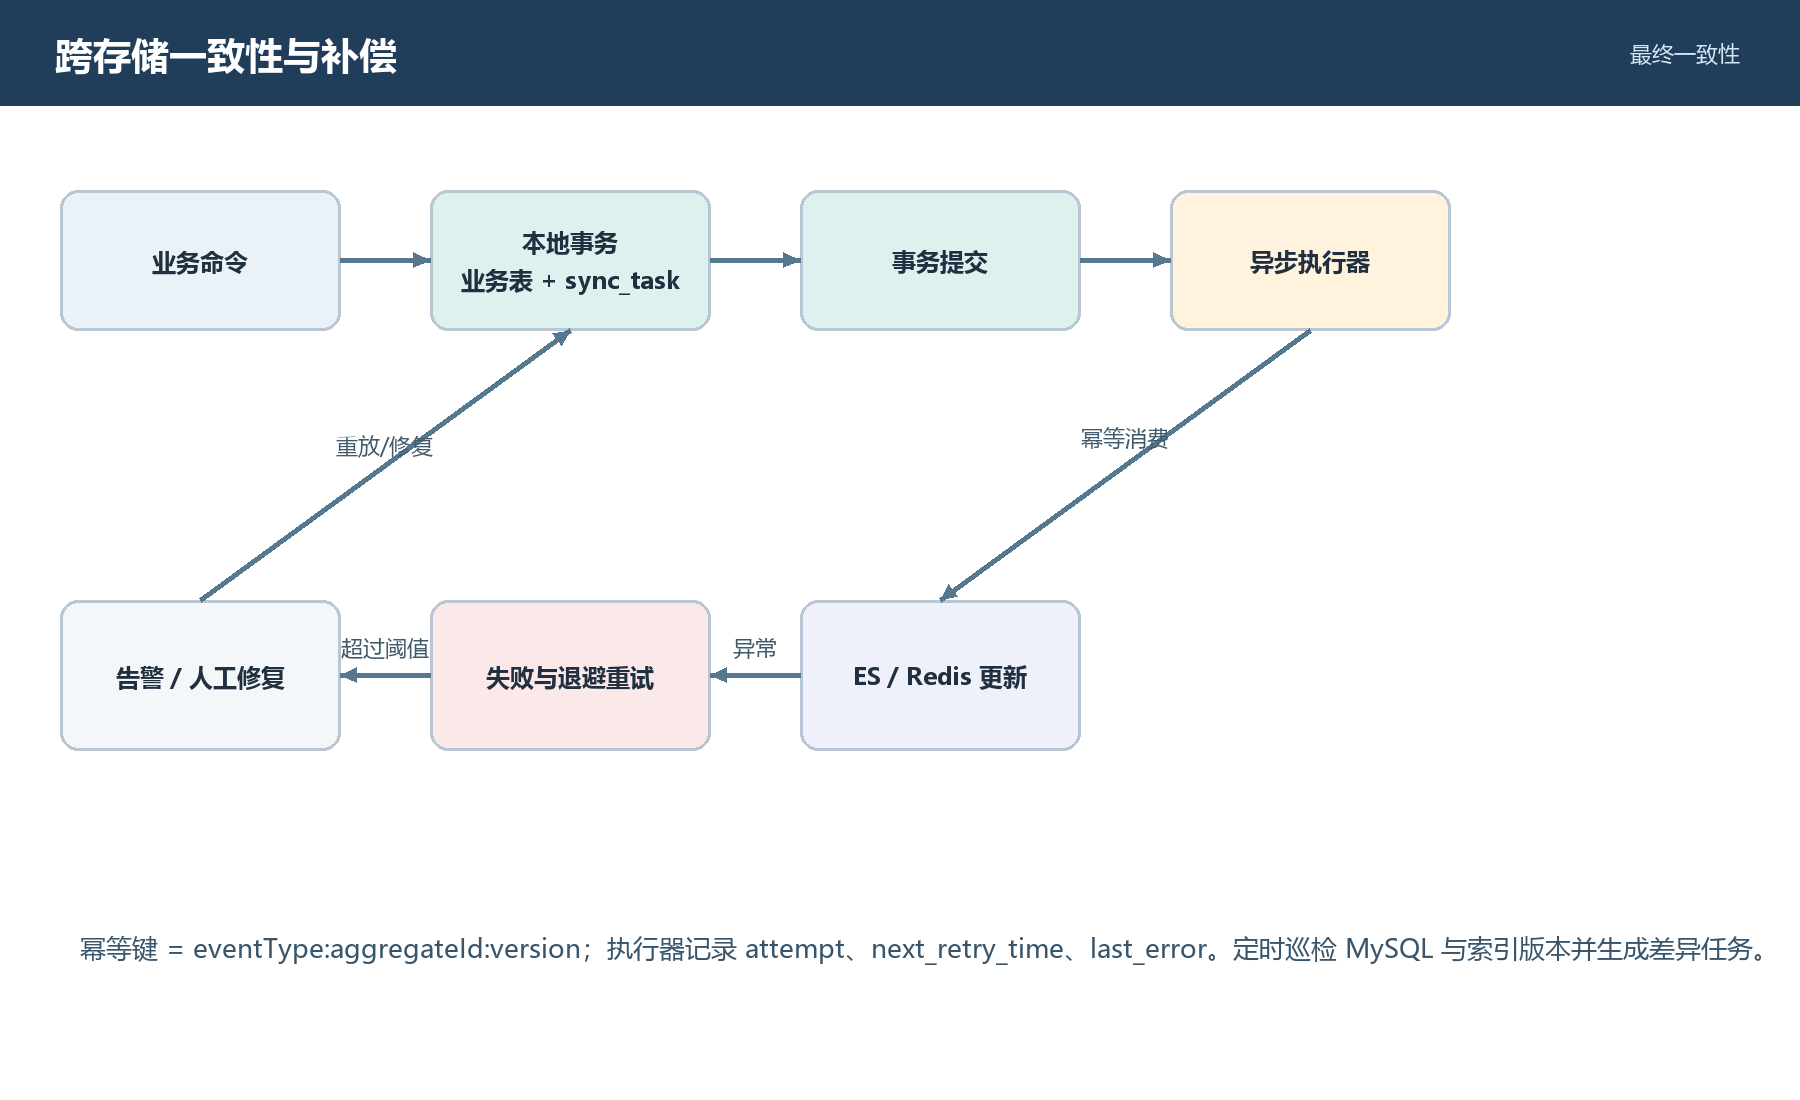 跨存储一致性与补偿
最终一致性
业务命令
本地事务
业务表 + sync_task
事务提交
异步执行器
重放/修复
幂等消费
告警 / 人工修复
超过阈值
失败与退避重试
异常
ES / Redis 更新
幂等键 = eventType:aggregateId:version；执行器记录 attempt、next_retry_time、last_error。定时巡检 MySQL 与索引版本并生成差异任务。